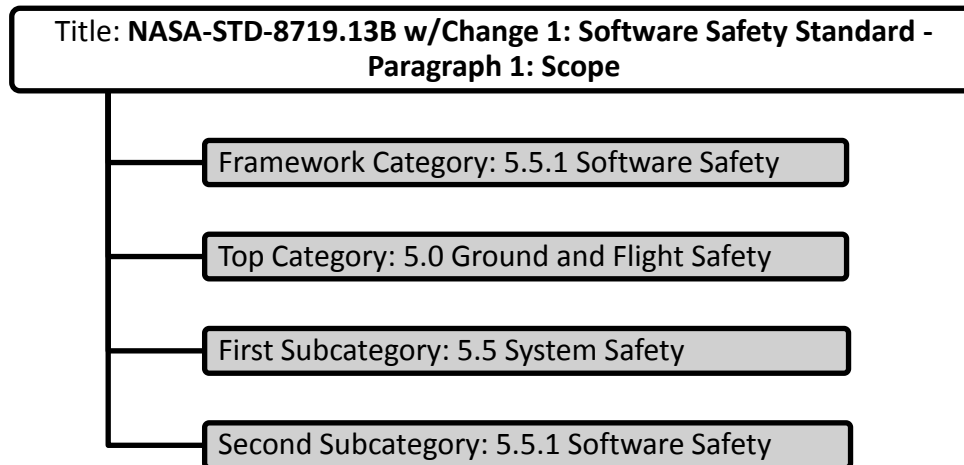 Title: NASA-STD-8719.13B w/Change 1: Software Safety Standard -
Paragraph 1: Scope
Framework Category: 5.5.1 Software Safety
Top Category: 5.0 Ground and Flight Safety
First Subcategory: 5.5 System Safety
Second Subcategory: 5.5.1 Software Safety